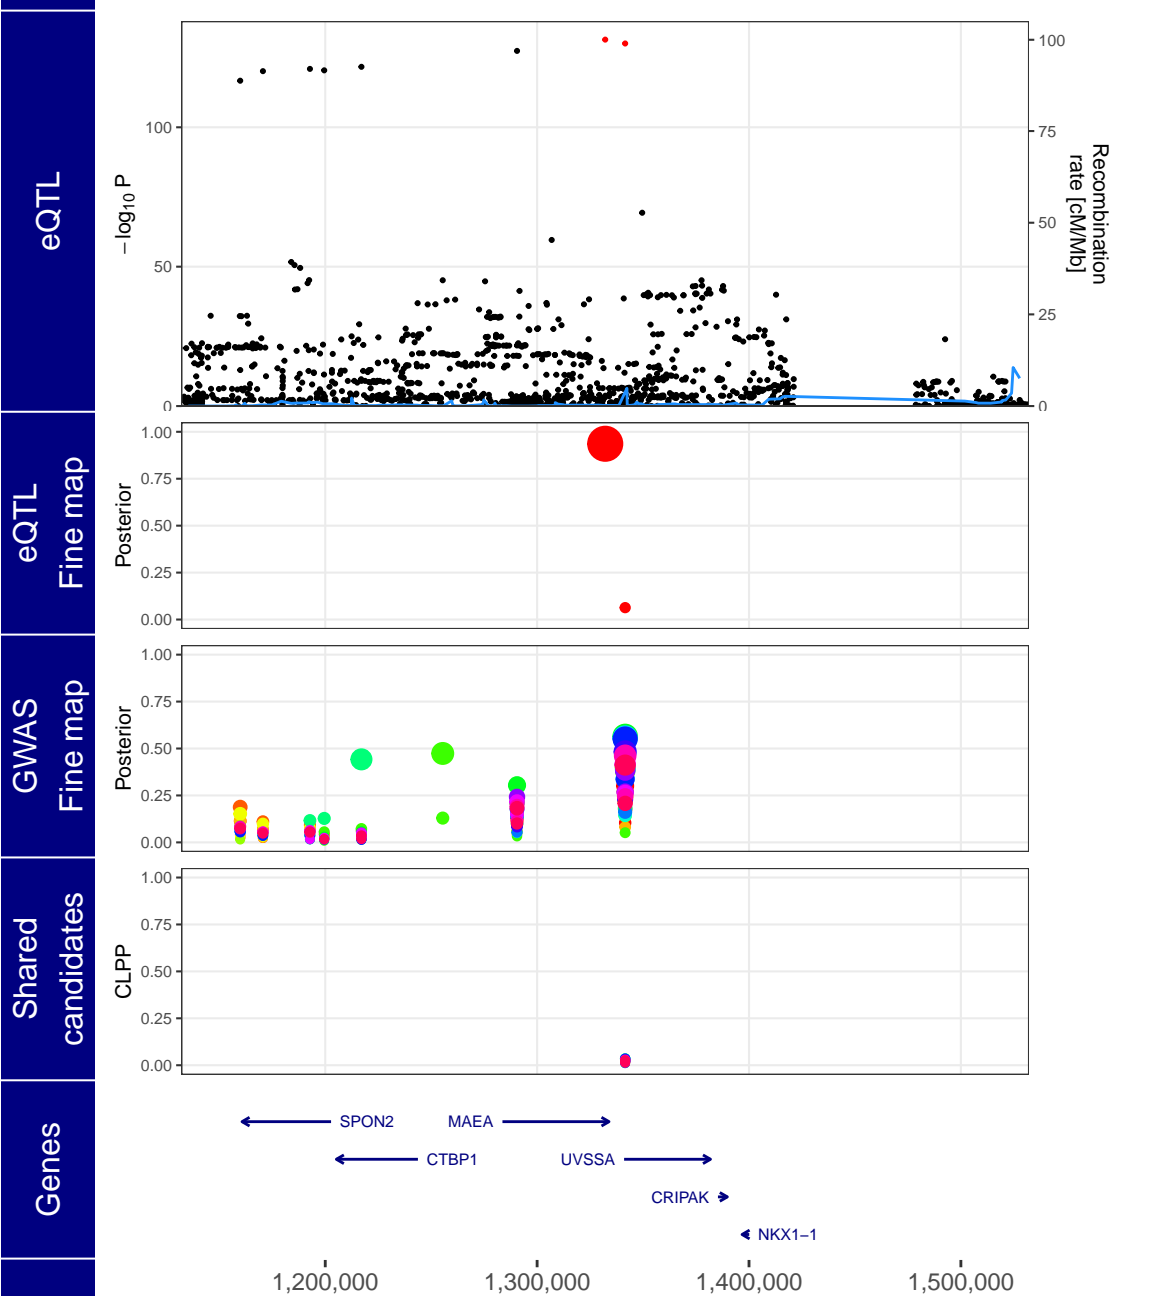 eQTL
– log10 P
0
50
100
0
25
50
75
100
Recombination
rate [cM/Mb]
eQTL
Fine map
Posterior
1.00
0.75
0.50
0.25
0.00
GWAS
Fine map
Posterior
1.00
0.75
0.50
0.25
0.00
Shared
candidates
CLPP
1.00
0.75
0.50
0.25
0.00
Genes
SPON2
MAEA
CTBP1
UVSSA
CRIPAK
NKX1–1
1,200,000
1,300,000
1,400,000
1,500,000